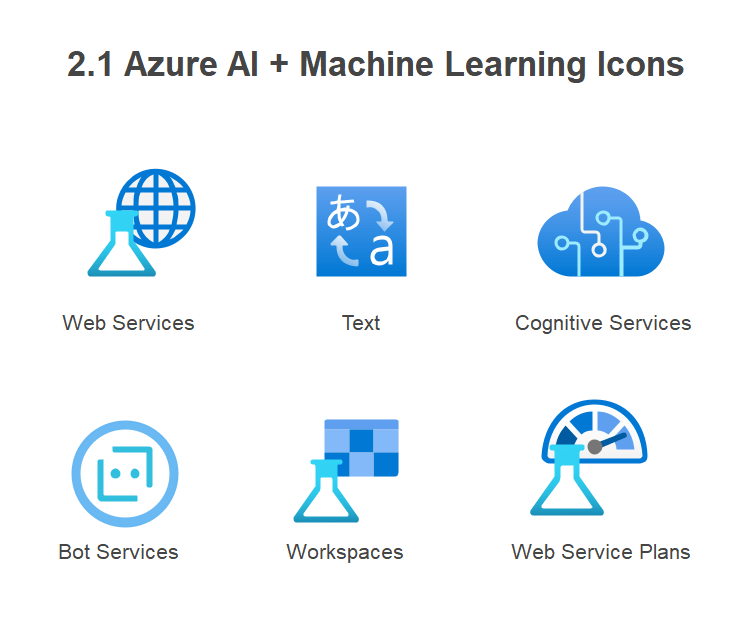 2.1 Azure AI + Machine Learning Icons
あ
a
Web Services
Text
Cognitive Services
Bot Services
Workspaces
Web Service Plans